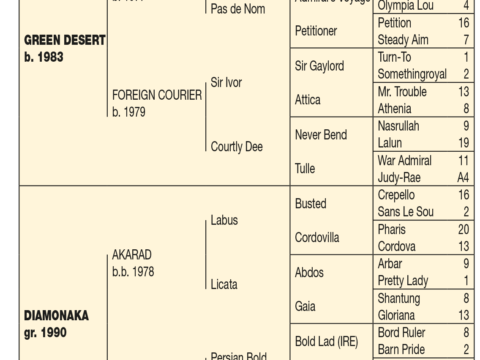 Pas de Nom
Olympia Lou 4
GREEN DESERT
b. 1983
Petitioner
Petition 16
Steady Aim 7
FOREIGN COURIER
b. 1979
Sir Ivor
Sir Gaylord
Turn-To 1
Somethingroyal 2
Attica
Mr. Trouble 13
Athenia 8
Courtly Dee
Never Bend
Nasrullah 9
Lalun 19
Tulle
War Admiral 11
Judy-Rae A4
DIAMONAKA
gr. 1990
AKARAD
b.b. 1978
Labus
Busted
Crepello 16
Sans Le Sou 2
Cordovilla
Pharis 20
Cordova 13
Licata
Abdos
Arbar 9
Pretty Lady 1
Gaia
Shantung 8
Gloriana 13
Persian Bold
Bold Lad (IRE)
Bord Ruler 8
Barn Pride 2